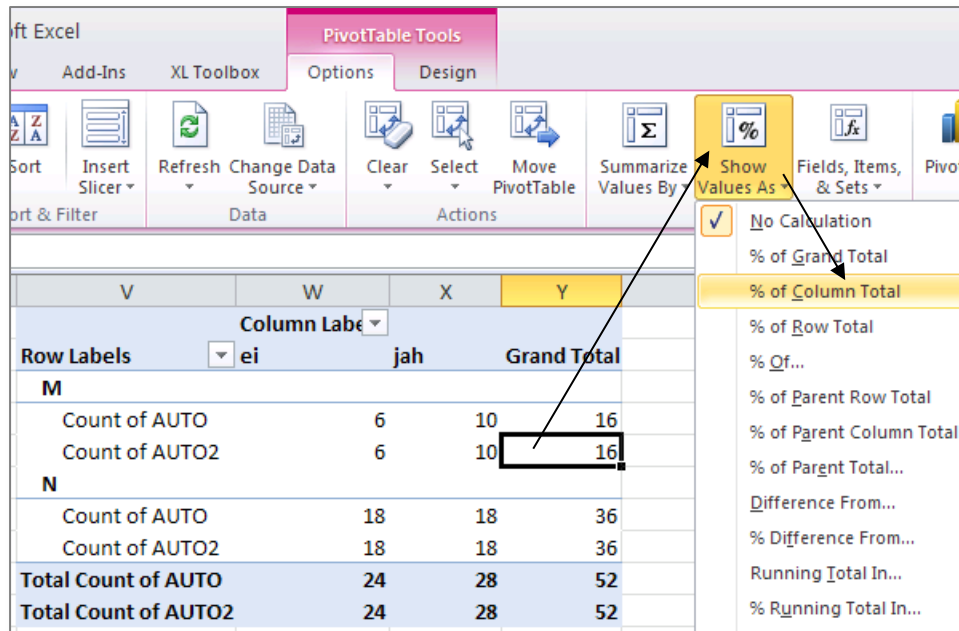 ft Excel
PivotTable Tools
Add-Ins XL Toolbox Options Design
Sort Insert Slicer Refresh Change Data Source Clear Select Move PivotTable Summarize Values By Show Values As Fields, Items, & Sets Pivo
ort & Filter Data Actions
No Calculation
% of Grand Total
% of Column Total
% of Row Total
% Of...
% of Parent Row Total
% of Parent Column Total
% of Parent Total...
Difference From...
% Difference From...
Running Total In...
% Running Total In...
V W X Y
Column Labe
Row Labels ei jah Grand Total
M
Count of AUTO 6 10 16
Count of AUTO2 6 10 16
N
Count of AUTO 18 18 36
Count of AUTO2 18 18 36
Total Count of AUTO 24 28 52
Total Count of AUTO2 24 28 52